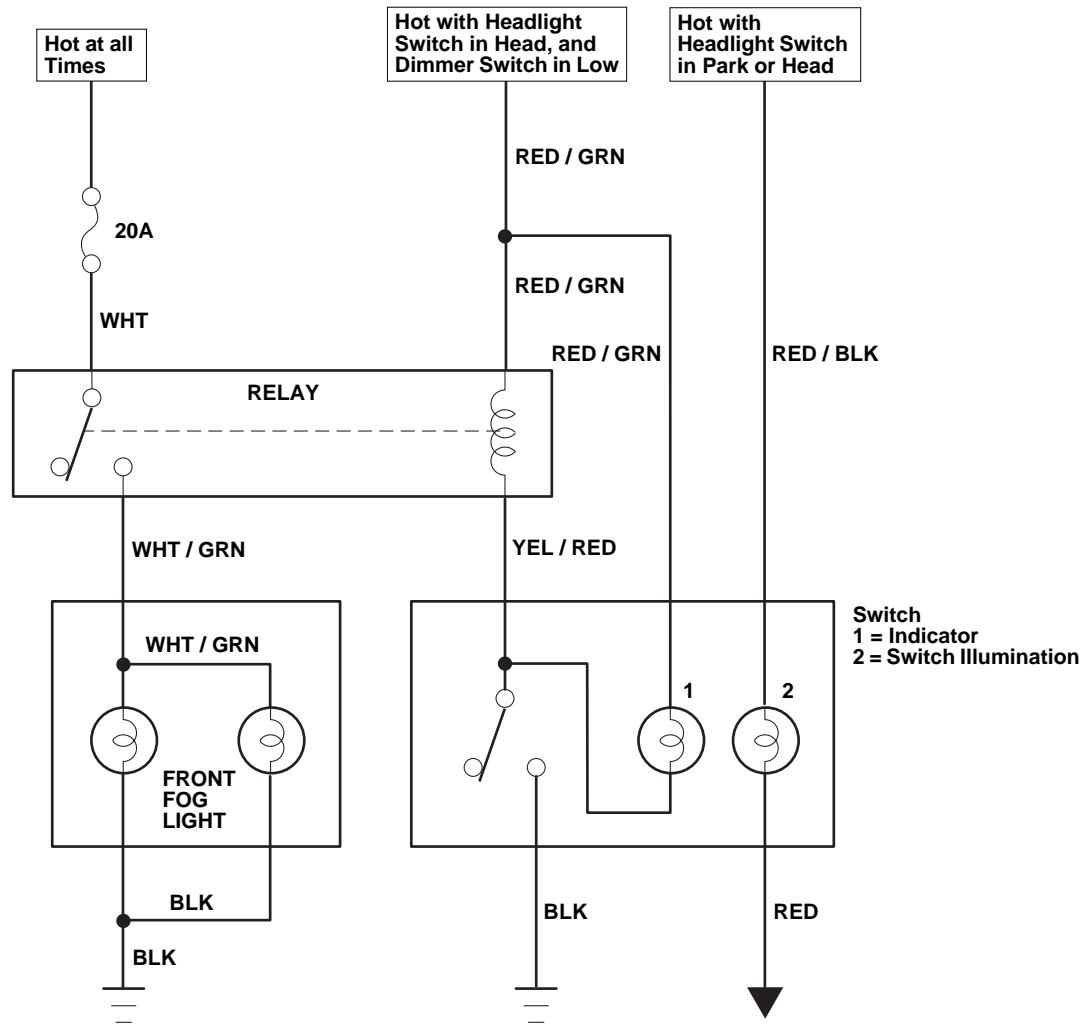 Hot at all
Times
Hot with Headlight
Switch in Head, and
Dimmer Switch in Low
Hot with
Headlight Switch
in Park or Head
RED / GRN
20A
RED / GRN
WHT
RED / GRN
RED / BLK
RELAY
WHT / GRN
YEL / RED
Switch
1 = Indicator
2 = Switch Illumination
WHT / GRN
1
2
FRONT
FOG
LIGHT
BLK
BLK
RED
BLK